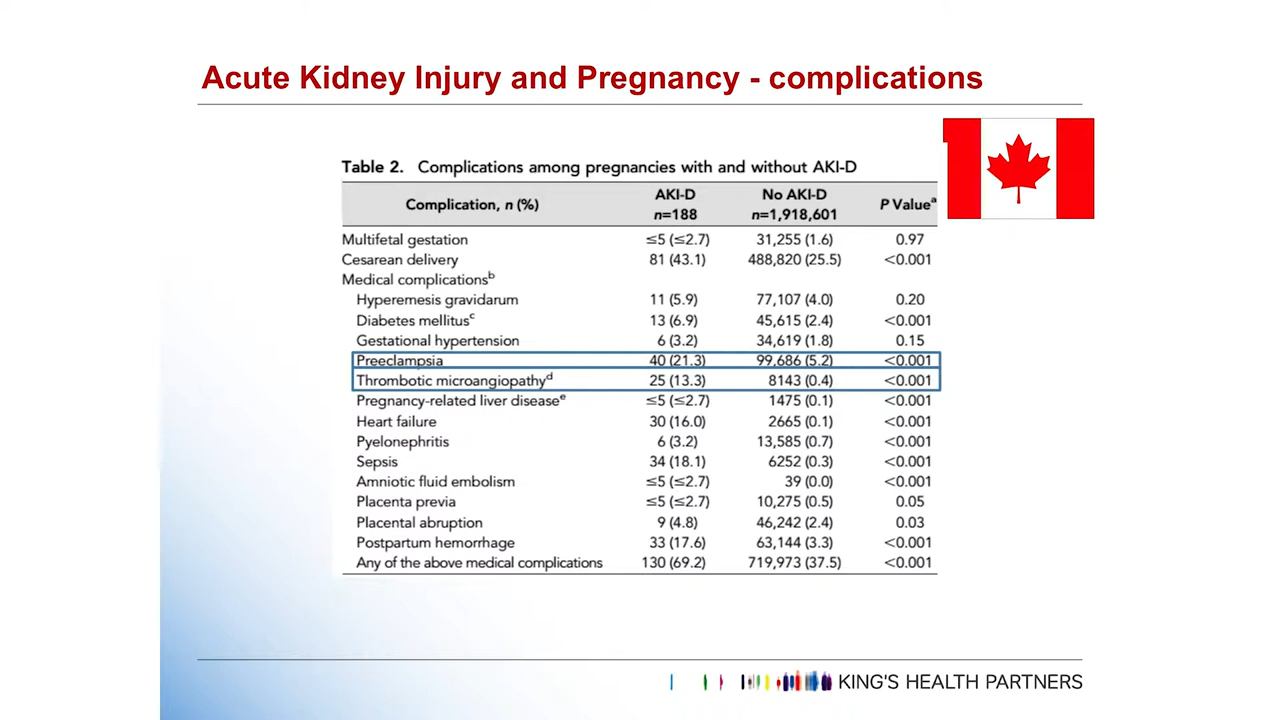 Acute Kidney Injury and Pregnancy - complications
Table 2. Complications among pregnancies with and without AKI-D
Complication, n (%) AKI-D n=188 No AKI-D n=1,918,601 P Valueª
Multifetal gestation ≤5 (≤2.7) 31,255 (1.6) 0.97
Cesarean delivery 81 (43.1) 488,820 (25.5) <0.001
Medical complicationsᵇ
Hyperemesis gravidarum 11 (5.9) 77,107 (4.0) 0.20
Diabetes mellitusᶜ 13 (6.9) 45,615 (2.4) <0.001
Gestational hypertension 6 (3.2) 34,619 (1.8) 0.15
Preeclampsia 40 (21.3) 99,686 (5.2) <0.001
Thrombotic microangiopathyᵈ 25 (13.3) 8143 (0.4) <0.001
Pregnancy-related liver diseaseᵉ ≤5 (≤2.7) 1475 (0.1) <0.001
Heart failure 30 (16.0) 2665 (0.1) <0.001
Pyelonephritis 6 (3.2) 13,585 (0.7) <0.001
Sepsis 34 (18.1) 6252 (0.3) <0.001
Amniotic fluid embolism ≤5 (≤2.7) 39 (0.0) <0.001
Placenta previa ≤5 (≤2.7) 10,275 (0.5) 0.05
Placental abruption 9 (4.8) 46,242 (2.4) 0.03
Postpartum hemorrhage 33 (17.6) 63,144 (3.3) <0.001
Any of the above medical complications 130 (69.2) 719,973 (37.5) <0.001
KING'S HEALTH PARTNERS